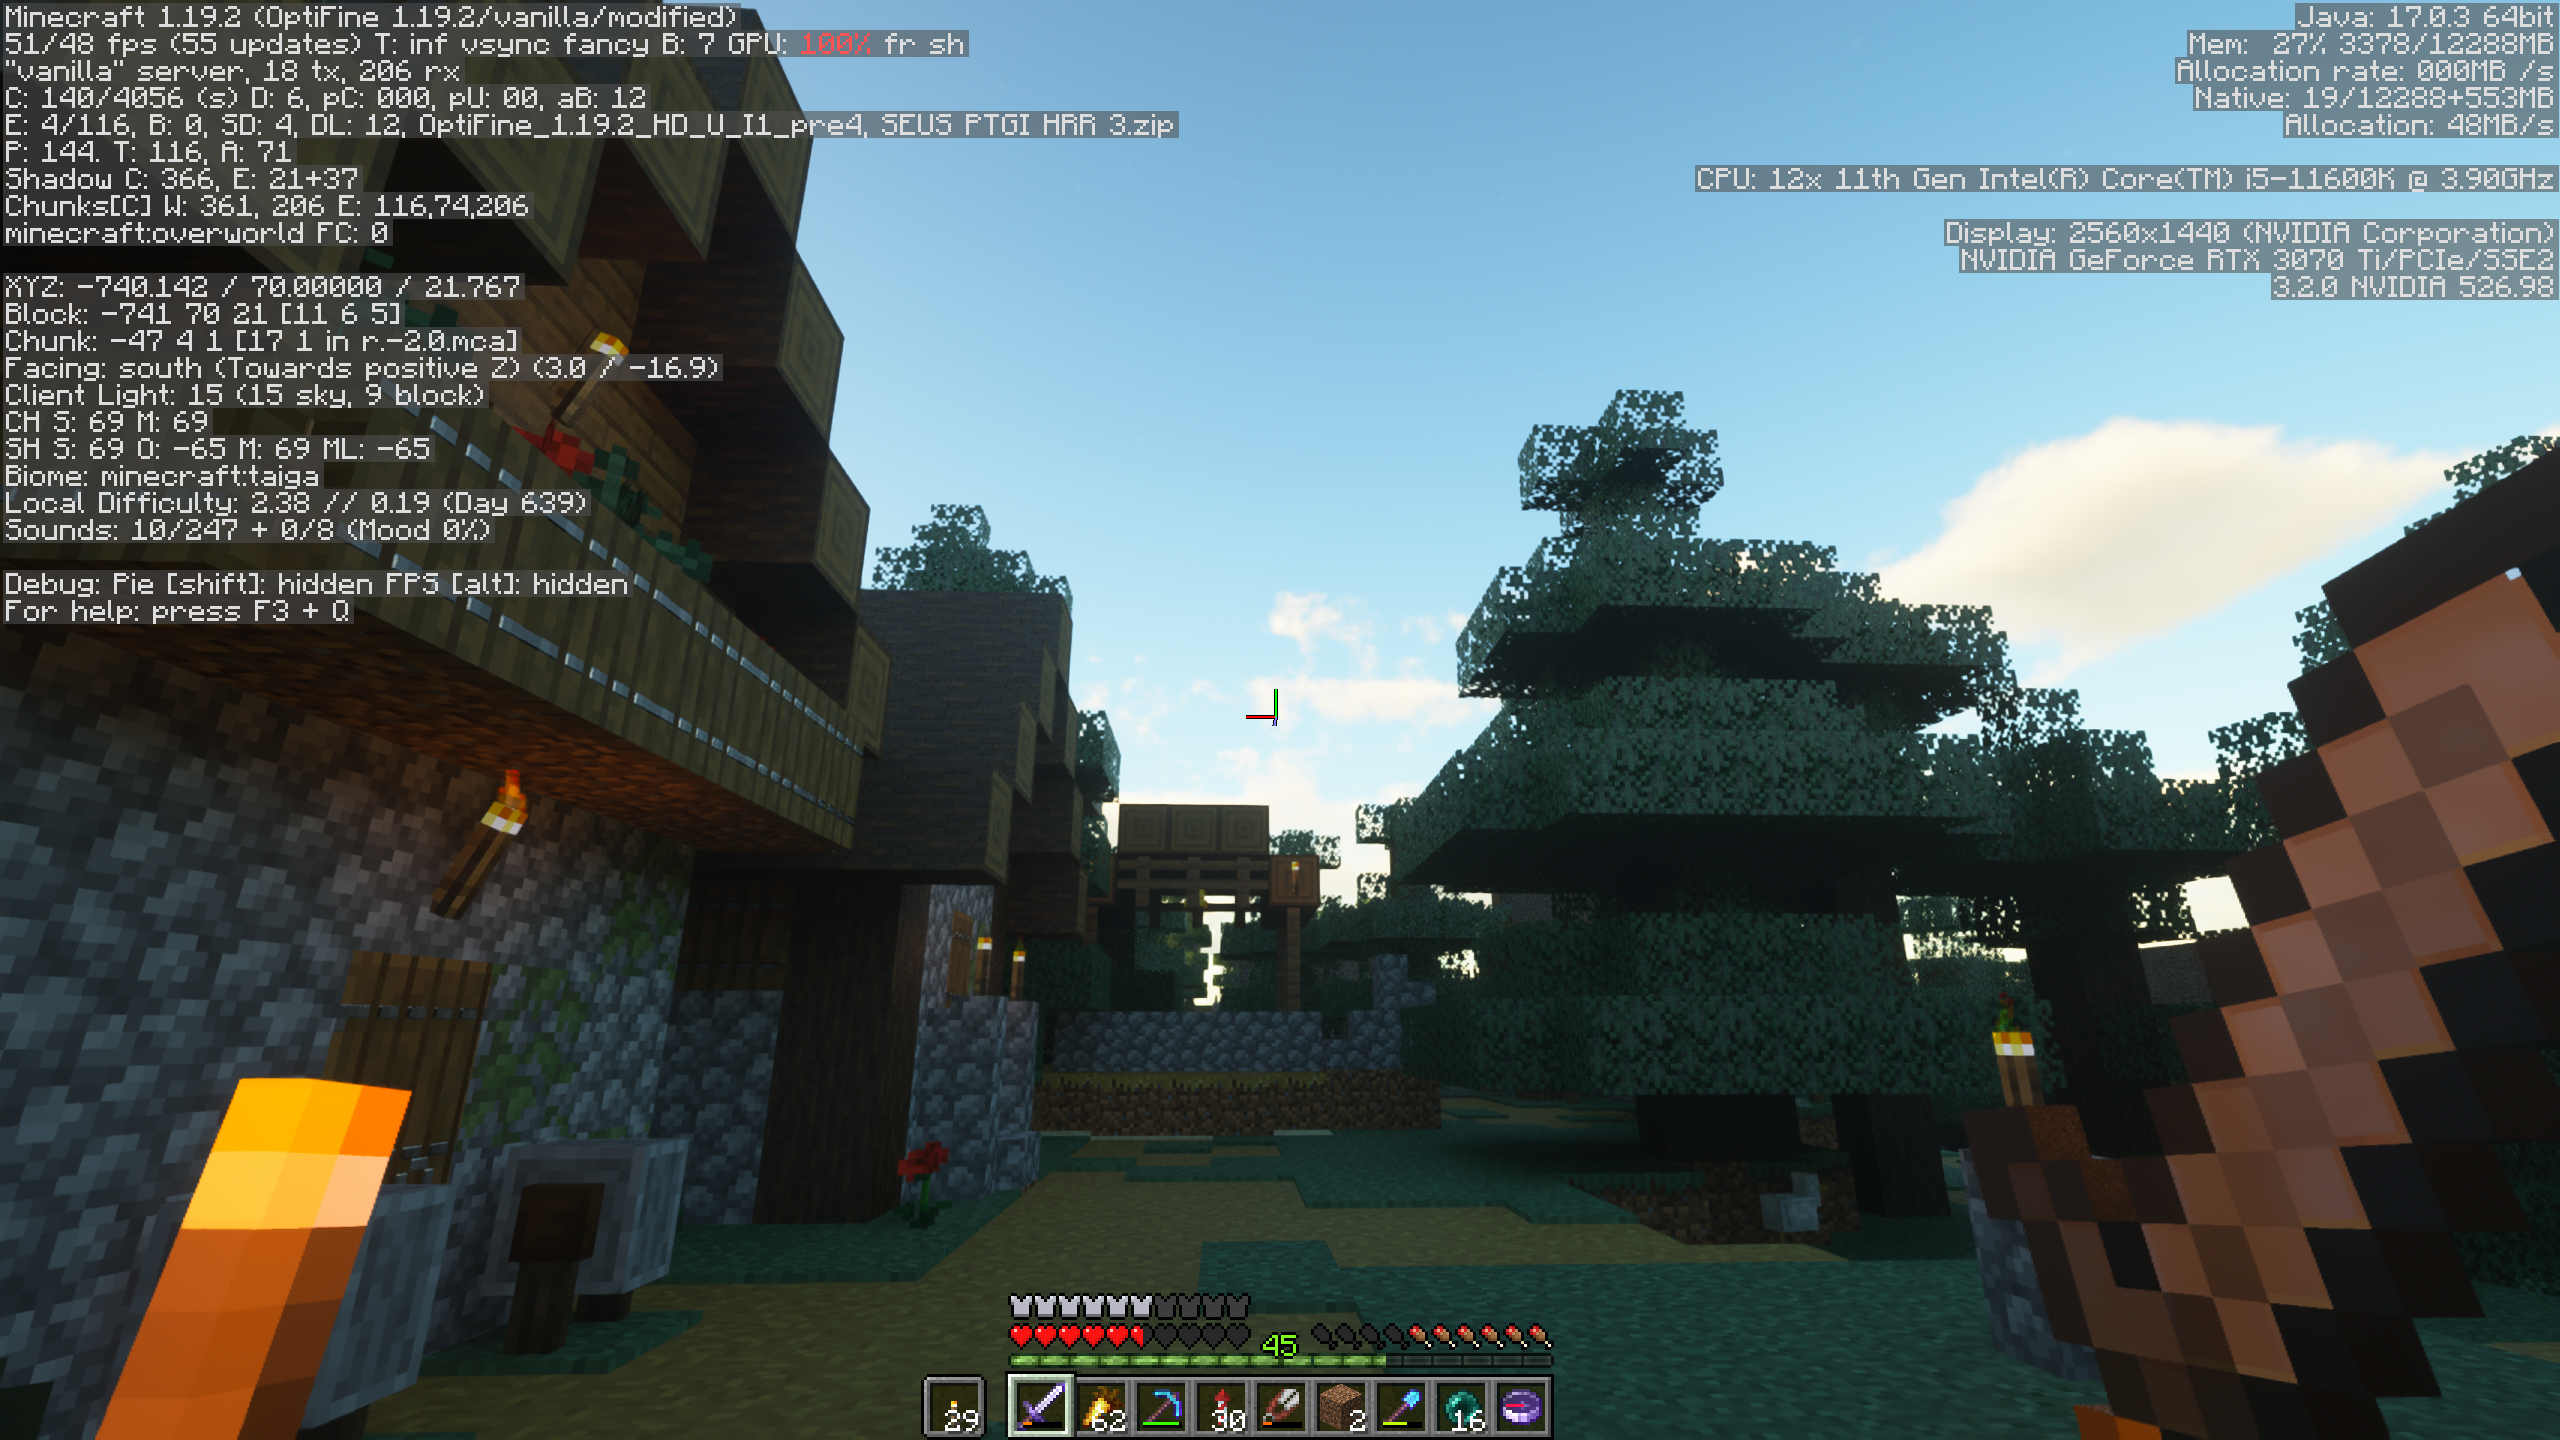 Minecraft 1.19.2 (OptiFine 1.19.2/vanilla/modified)
51/48 fps (55 updates) T: inf vsync fancy B: 7 GPU: 100% fr sh
"vanilla" server, 18 tx, 206 rx
C: 140/4056 (s) D: 6, pC: 000, pU: 00, aB: 12
E: 4/116, B: 0, SD: 4, DL: 12, OptiFine_1.19.2_HD_U_I1_pre4, SEUS PTGI HRR 3.zip
P: 144. T: 116, A: 71
Shadow C: 366, E: 21+37
Chunks[C] W: 361, 206 E: 116,74,206
minecraft:overworld FC: 0
XYZ: -740.142 / 70.00000 / 21.767
Block: -741 70 21 [11 6 5]
Chunk: -47 4 1 [17 1 in r.-2.0.mca]
Facing: south (Towards positive Z) (3.0 / -16.9)
Client Light: 15 (15 sky, 9 block)
CH S: 69 M: 69
SH S: 69 O: -65 M: 69 ML: -65
Biome: minecraft:taiga
Local Difficulty: 2.38 // 0.19 (Day 639)
Sounds: 10/247 + 0/8 (Mood 0%)
Debug: Pie [shift]: hidden FPS [alt]: hidden
For help: press F3 + Q
Java: 17.0.3 64bit
Mem: 27% 3378/12288MB
Allocation rate: 000MB /s
Native: 19/12288+553MB
Allocation: 48MB/s
CPU: 12x 11th Gen Intel(R) Core(TM) i5-11600K @ 3.90GHz
Display: 2560x1440 (NVIDIA Corporation)
NVIDIA GeForce RTX 3070 Ti/PCIe/SSE2
3.2.0 NVIDIA 526.98
45
29 62 30 2 16